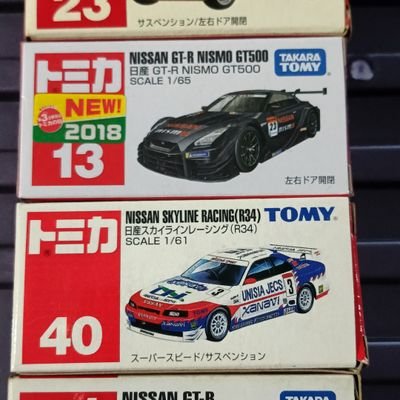 23
サスペンション/左右ドア開閉
トミカ
NISSAN GT-R NISMO GT500
日産 GT-R NISMO GT500
SCALE 1/65
TAKARA
TOMY
NEW!
2018
13
23
左右ドア開閉
トミカ
NISSAN SKYLINE RACING(R34)
日産スカイラインレーシング(R34)
SCALE 1/61
TOMY
UNISIA JECS
XANAVI
3
XANAVI
40
スーパースピード/サスペンション
NISSAN GT-R
TAKARA